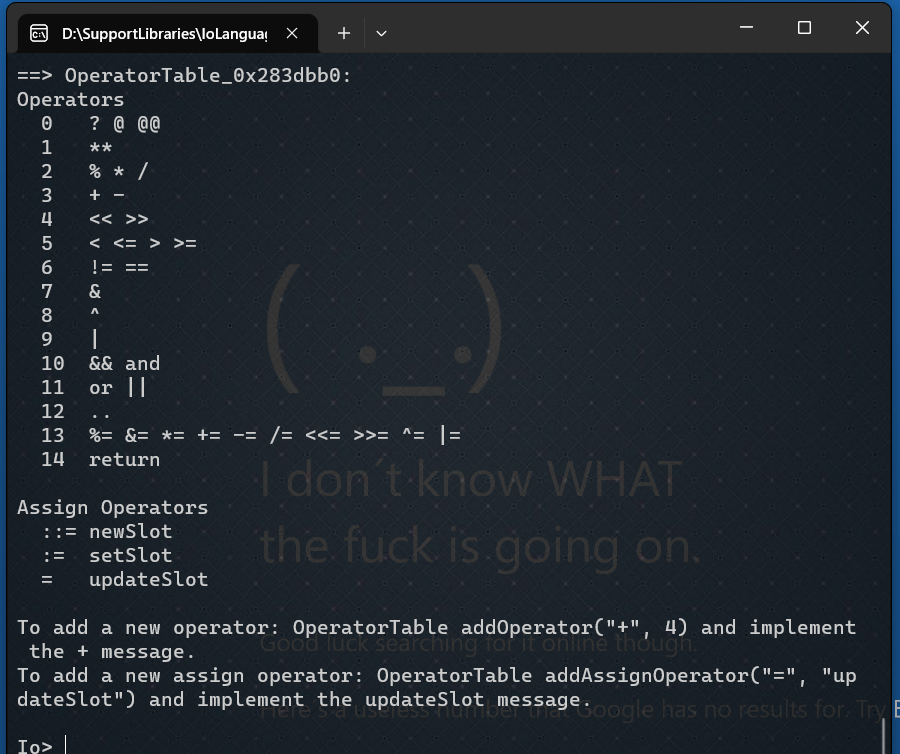 D:\SupportLibraries\IoLanguag
==> OperatorTable_0x283dbb0:
Operators
0 ? @ @@
1 **
2 % * /
3 + -
4 << >>
5 < <= > >=
6 != ==
7 &
8 ^
9 |
10 && and
11 or ||
12 ..
13 %= &= *= += -= /= <<= >>= ^= |=
14 return
( ._.)
I don´t know WHAT
the fuck is going on.
Assign Operators
::= newSlot
:= setSlot
= updateSlot
To add a new operator: OperatorTable addOperator("+", 4) and implement
the + message.
Good luck searching for it online though.
To add a new assign operator: OperatorTable addAssignOperator("=", "up
dateSlot") and implement the updateSlot message.
Here's a useless number that Google has no results for. Try
Io>